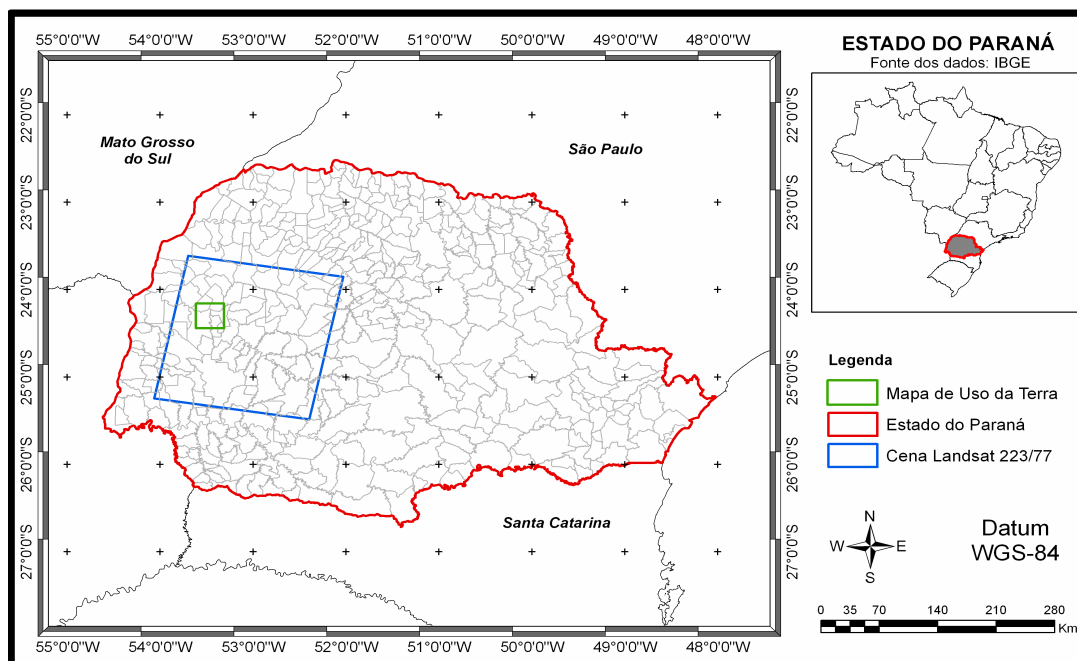 55°0'0"W 54°0'0"W 53°0'0"W 52°0'0"W 51°0'0"W 50°0'0"W 49°0'0"W 48°0'0"W
22°0'0"S
23°0'0"S
24°0'0"S
25°0'0"S
26°0'0"S
27°0'0"S
Mato Grosso
do Sul
São Paulo
Santa Catarina
22°0'0"S
23°0'0"S
24°0'0"S
25°0'0"S
26°0'0"S
27°0'0"S
55°0'0"W 54°0'0"W 53°0'0"W 52°0'0"W 51°0'0"W 50°0'0"W 49°0'0"W 48°0'0"W
ESTADO DO PARANÁ
Fonte dos dados: IBGE
Legenda
Mapa de Uso da Terra
Estado do Paraná
Cena Landsat 223/77
N
W E
S
Datum
WGS-84
0 35 70 140 210 280
Km